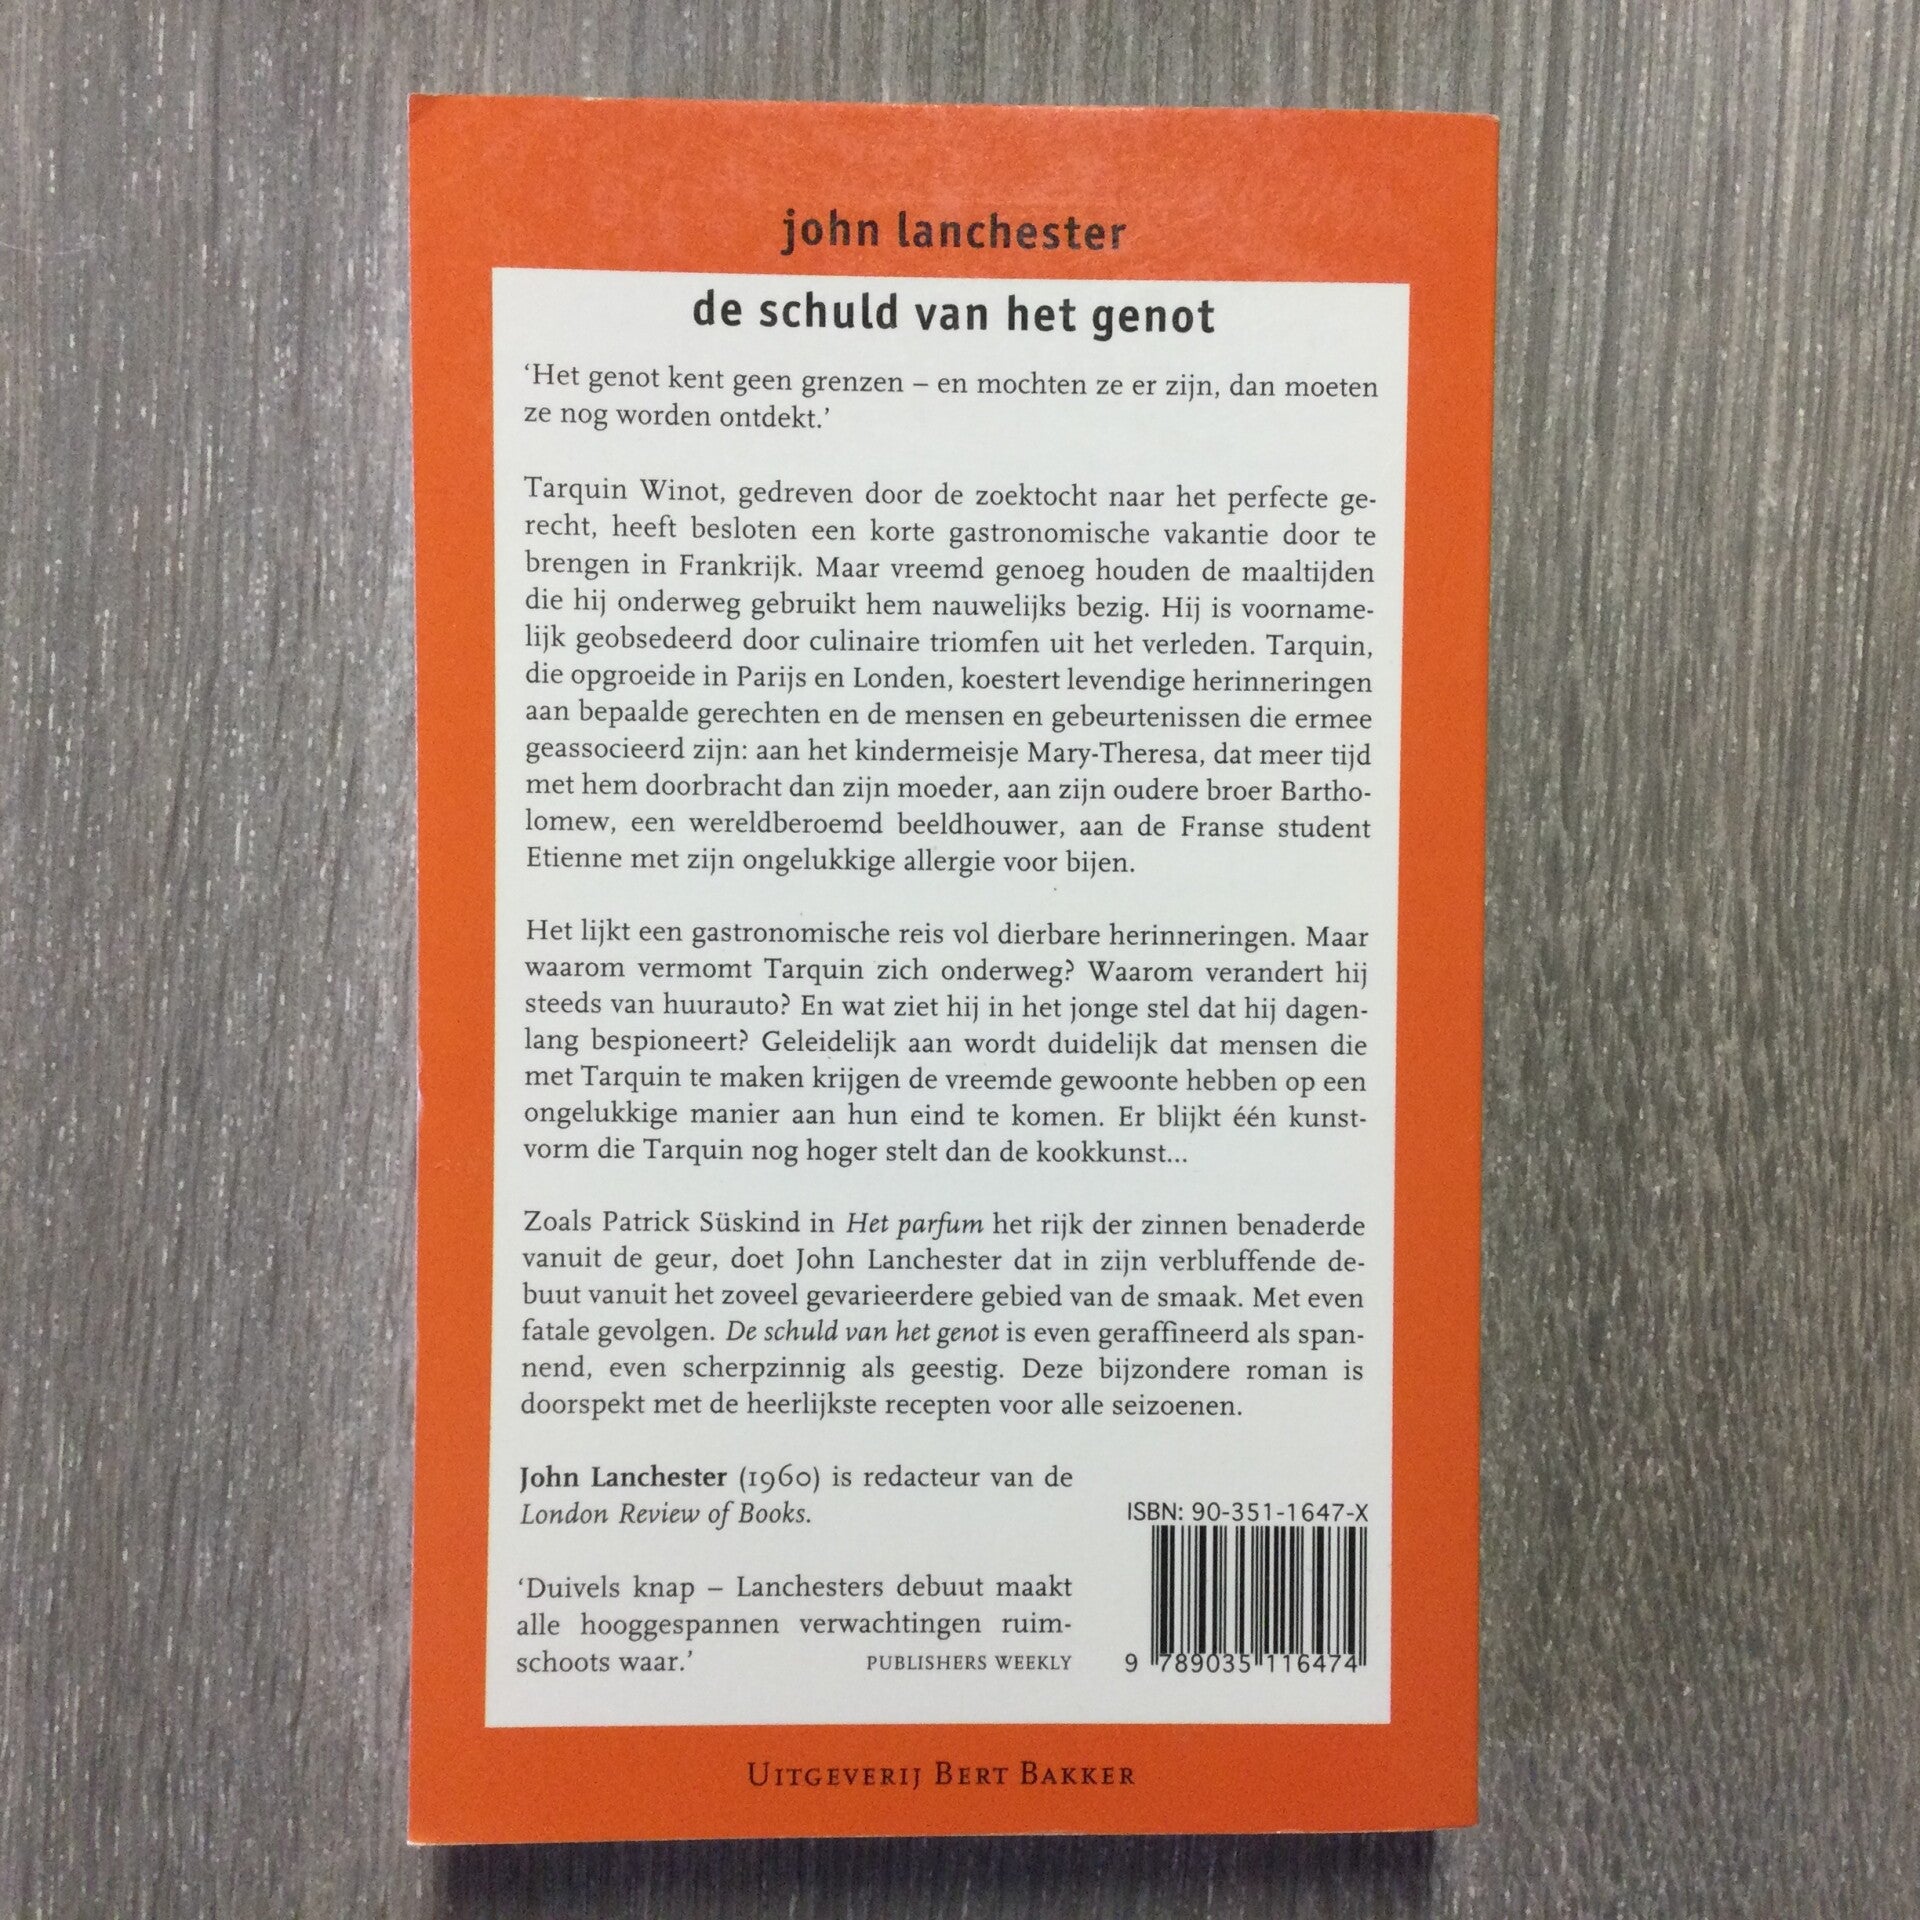 john lanchester
de schuld van het genot
‘Het genot kent geen grenzen – en mochten ze er zijn, dan moeten
ze nog worden ontdekt.’
Tarquin Winot, gedreven door de zoektocht naar het perfecte ge-
recht, heeft besloten een korte gastronomische vakantie door te
brengen in Frankrijk. Maar vreemd genoeg houden de maaltijden
die hij onderweg gebruikt hem nauwelijks bezig. Hij is voorname-
lijk geobsedeerd door culinaire triomfen uit het verleden. Tarquin,
die opgroeide in Parijs en Londen, koestert levendige herinneringen
aan bepaalde gerechten en de mensen en gebeurtenissen die ermee
geassocieerd zijn: aan het kindermeisje Mary-Theresa, dat meer tijd
met hem doorbracht dan zijn moeder, aan zijn oudere broer Bartho-
lomew, een wereldberoemd beeldhouwer, aan de Franse student
Etienne met zijn ongelukkige allergie voor bijen.
Het lijkt een gastronomische reis vol dierbare herinneringen. Maar
waarom vermomt Tarquin zich onderweg? Waarom verandert hij
steeds van huurauto? En wat ziet hij in het jonge stel dat hij dagen-
lang bespioneert? Geleidelijk aan wordt duidelijk dat mensen die
met Tarquin te maken krijgen de vreemde gewoonte hebben op een
ongelukkige manier aan hun eind te komen. Er blijkt één kunst-
vorm die Tarquin nog hoger stelt dan de kookkunst...
Zoals Patrick Süskind in Het parfum het rijk der zinnen benaderde
vanuit de geur, doet John Lanchester dat in zijn verbluffende de-
buut vanuit het zoveel gevarieerdere gebied van de smaak. Met even
fatale gevolgen. De schuld van het genot is even geraffineerd als span-
nend, even scherpzinnig als geestig. Deze bijzondere roman is
doorspekt met de heerlijkste recepten voor alle seizoenen.
John Lanchester (1960) is redacteur van de
London Review of Books.
‘Duivels knap – Lanchesters debuut maakt
alle hooggespannen verwachtingen ruim-
schoots waar.’ PUBLISHERS WEEKLY
ISBN: 90-351-1647-X
9 789035 116474
UITGEVERIJ BERT BAKKER